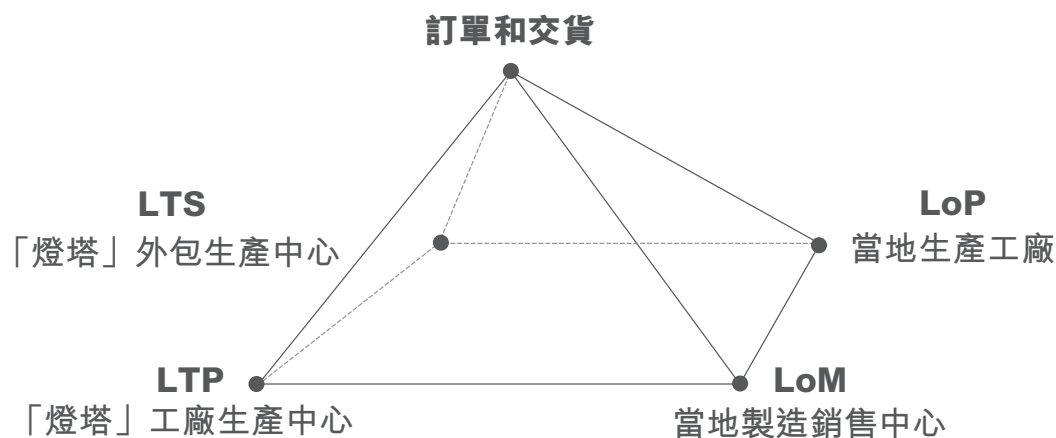 訂單和交貨
LTS
「燈塔」外包生產中心
LoP
當地生產工廠
LTP
「燈塔」工廠生產中心
LoM
當地製造銷售中心